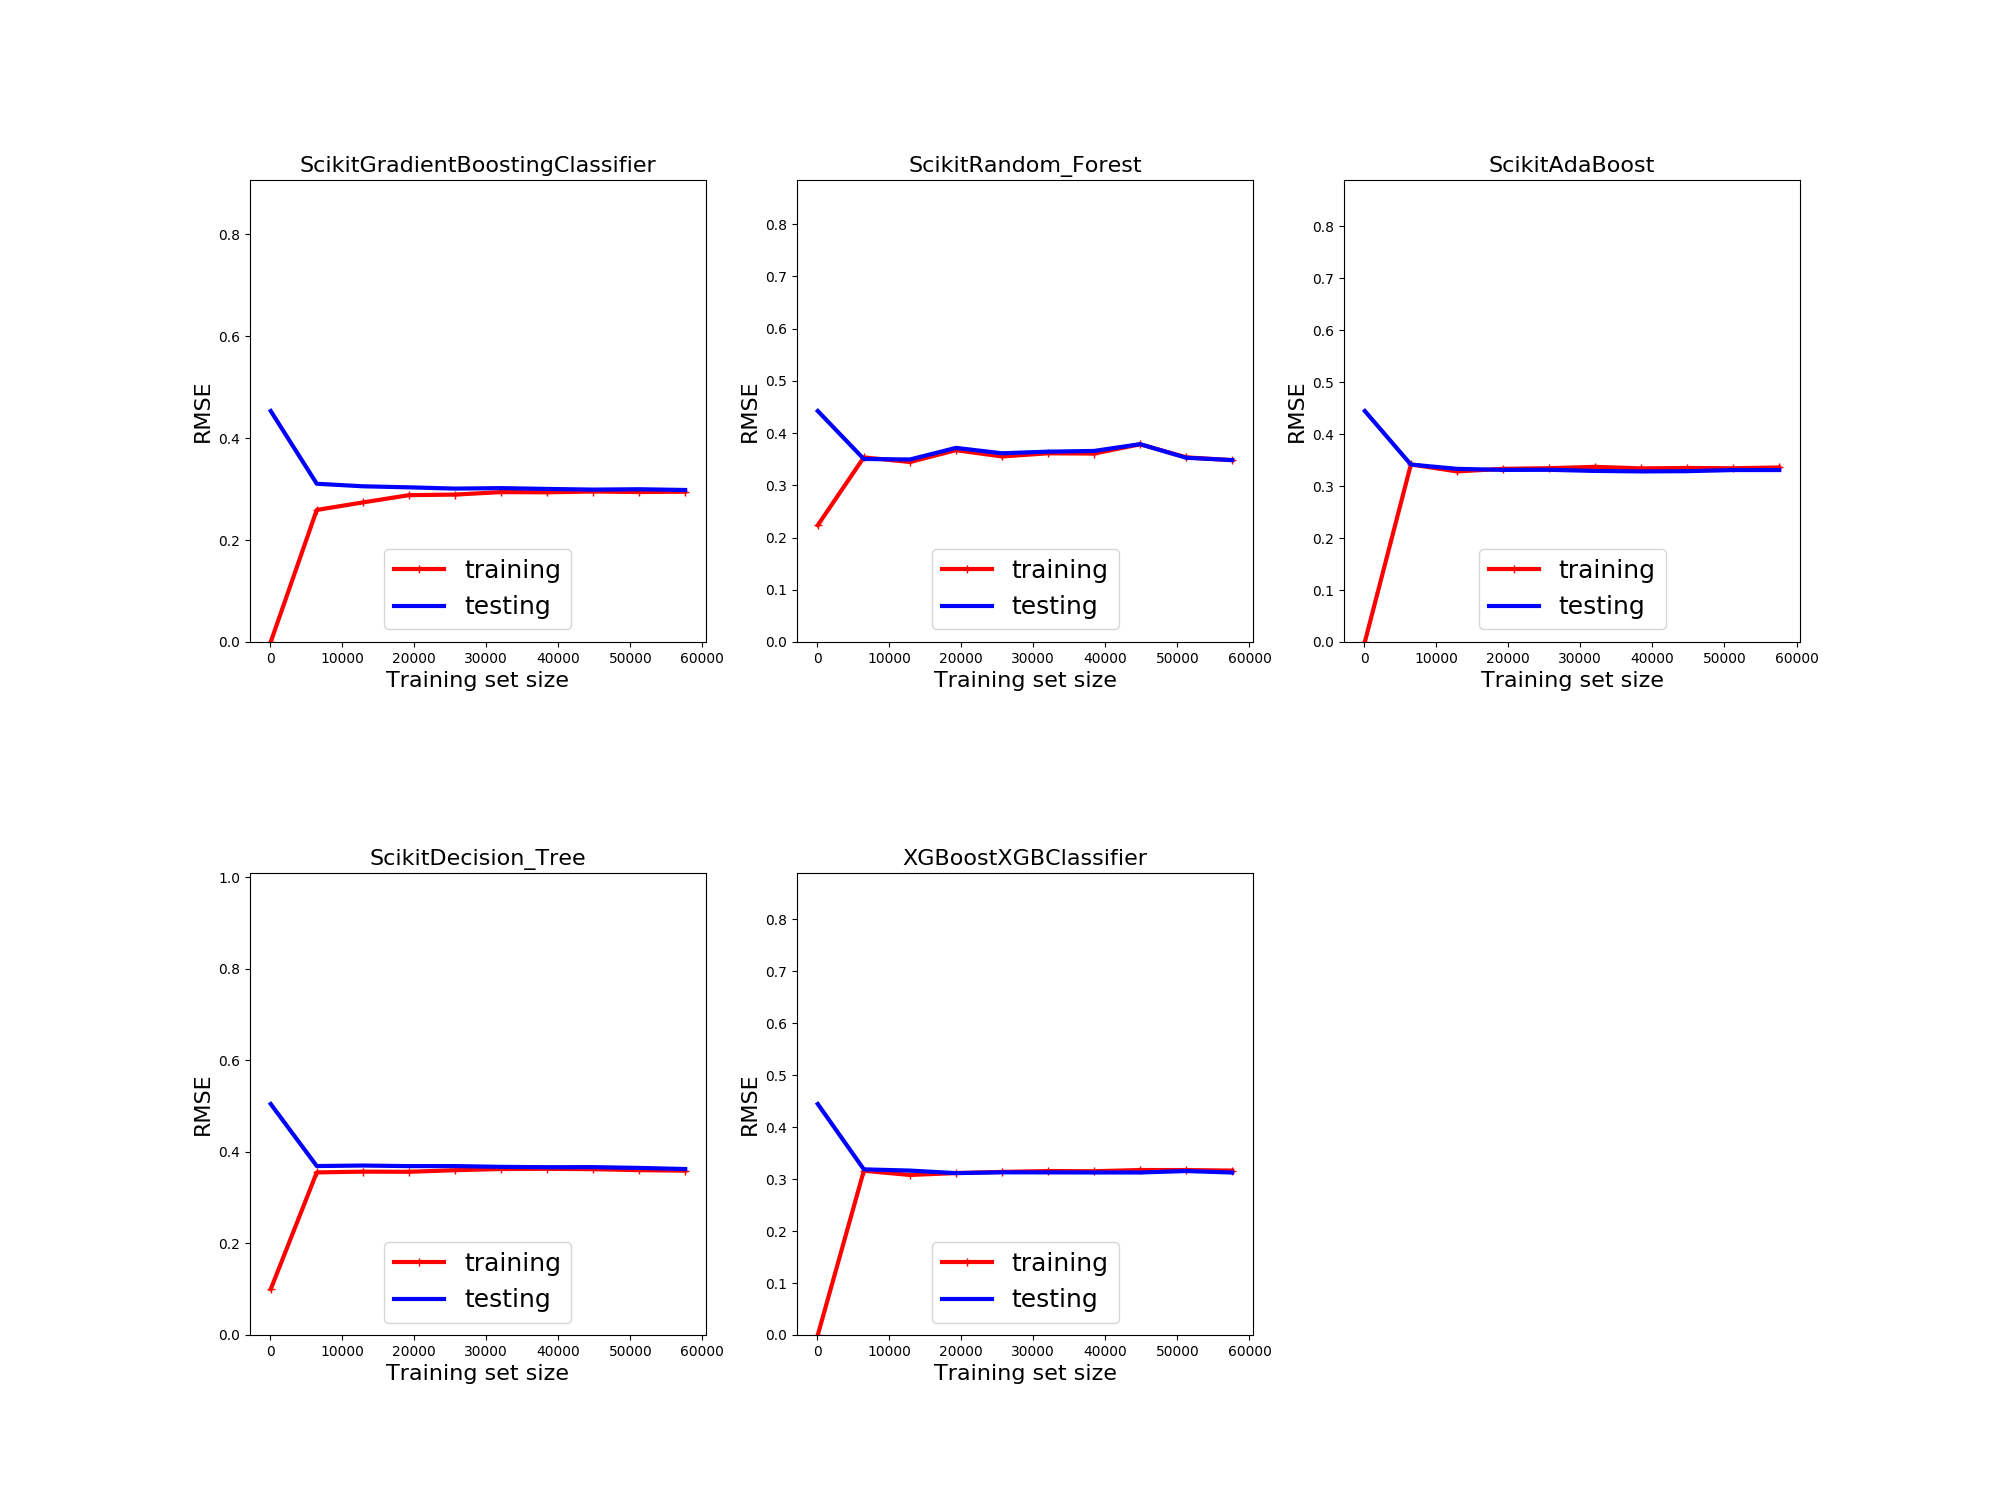 ScikitGradientBoostingClassifier
0.8
0.6
0.4
0.2
0.0
RMSE
training
testing
0 10000 20000 30000 40000 50000 60000
Training set size
ScikitRandom_Forest
0.8
0.7
0.6
0.5
0.4
0.3
0.2
0.1
0.0
RMSE
training
testing
0 10000 20000 30000 40000 50000 60000
Training set size
ScikitAdaBoost
0.8
0.7
0.6
0.5
0.4
0.3
0.2
0.1
0.0
RMSE
training
testing
0 10000 20000 30000 40000 50000 60000
Training set size
ScikitDecision_Tree
1.0
0.8
0.6
0.4
0.2
0.0
RMSE
training
testing
0 10000 20000 30000 40000 50000 60000
Training set size
XGBoostXGBClassifier
0.8
0.7
0.6
0.5
0.4
0.3
0.2
0.1
0.0
RMSE
training
testing
0 10000 20000 30000 40000 50000 60000
Training set size